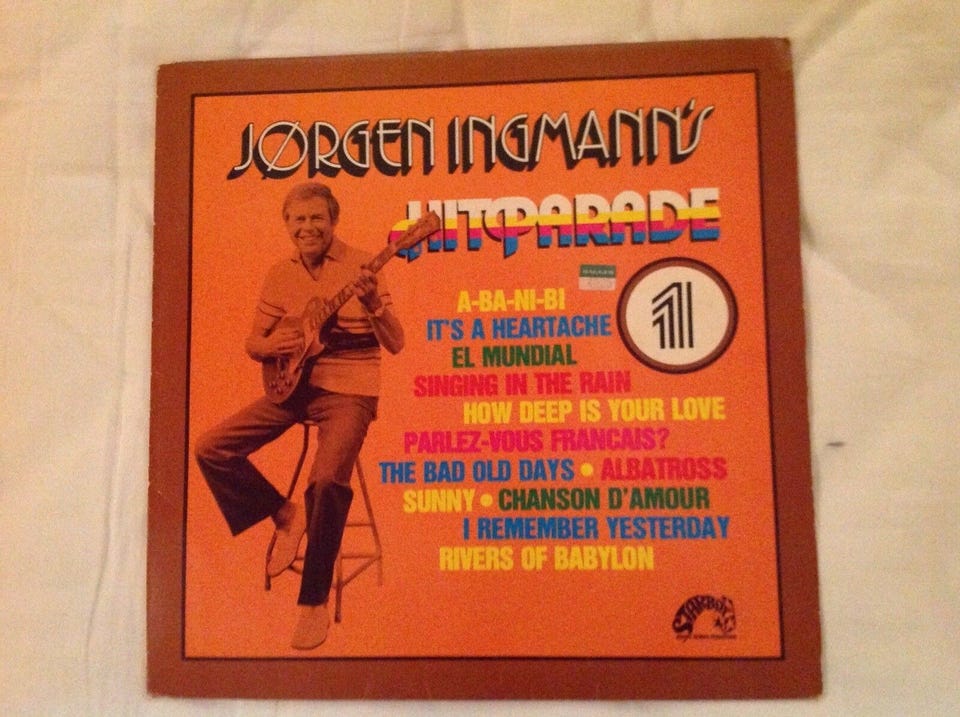 JØRGEN INGMANN'S
HITPARADE
1
A-BA-NI-BI
IT'S A HEARTACHE
EL MUNDIAL
SINGING IN THE RAIN
HOW DEEP IS YOUR LOVE
PARLEZ-VOUS FRANCAIS?
THE BAD OLD DAYS • ALBATROSS
SUNNY • CHANSON D'AMOUR
I REMEMBER YESTERDAY
RIVERS OF BABYLON
STARBOX